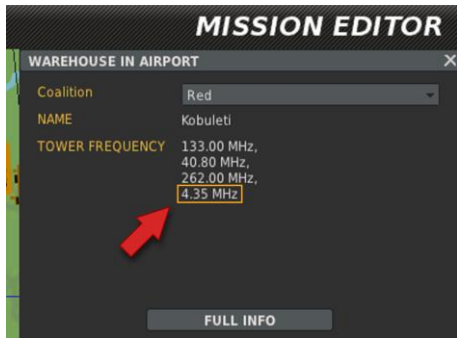 MISSION EDITOR
WAREHOUSE IN AIRPORT
Coalition Red
NAME Kobuleti
TOWER FREQUENCY 133.00 MHz,
40.80 MHz,
262.00 MHz,
4.35 MHz
FULL INFO